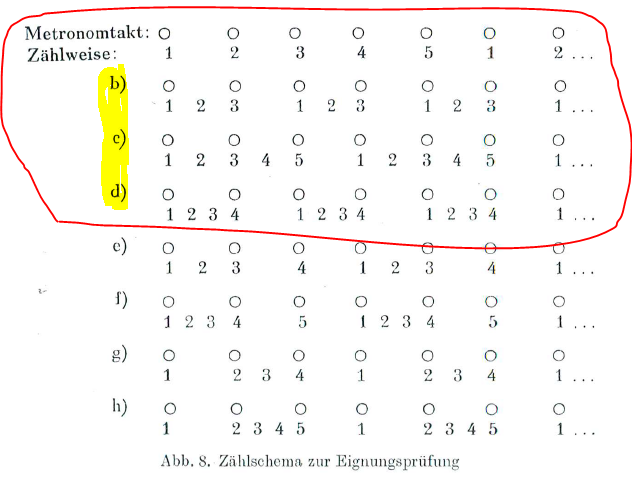 Metronomtakt: ○ ○ ○ ○ ○ ○ ○
Zählweise: 1 2 3 4 5 1 2 ...
b) ○ ○ ○ ○ ○ ○ ○
1 2 3 1 2 3 1 2 3 1 ...
c) ○ ○ ○ ○ ○ ○ ○
1 2 3 4 5 1 2 3 4 5 1 ...
d) ○ ○ ○ ○ ○ ○ ○
1 2 3 4 1 2 3 4 1 2 3 4 1 ...
e) ○ ○ ○ ○ ○ ○ ○
1 2 3 4 1 2 3 4 1 ...
f) ○ ○ ○ ○ ○ ○ ○
1 2 3 4 5 1 2 3 4 5 1 ...
g) ○ ○ ○ ○ ○ ○ ○
1 2 3 4 1 2 3 4 1 ...
h) ○ ○ ○ ○ ○ ○ ○
1 2 3 4 5 1 2 3 4 5 1 ...
Abb. 8. Zählschema zur Eignungsprüfung